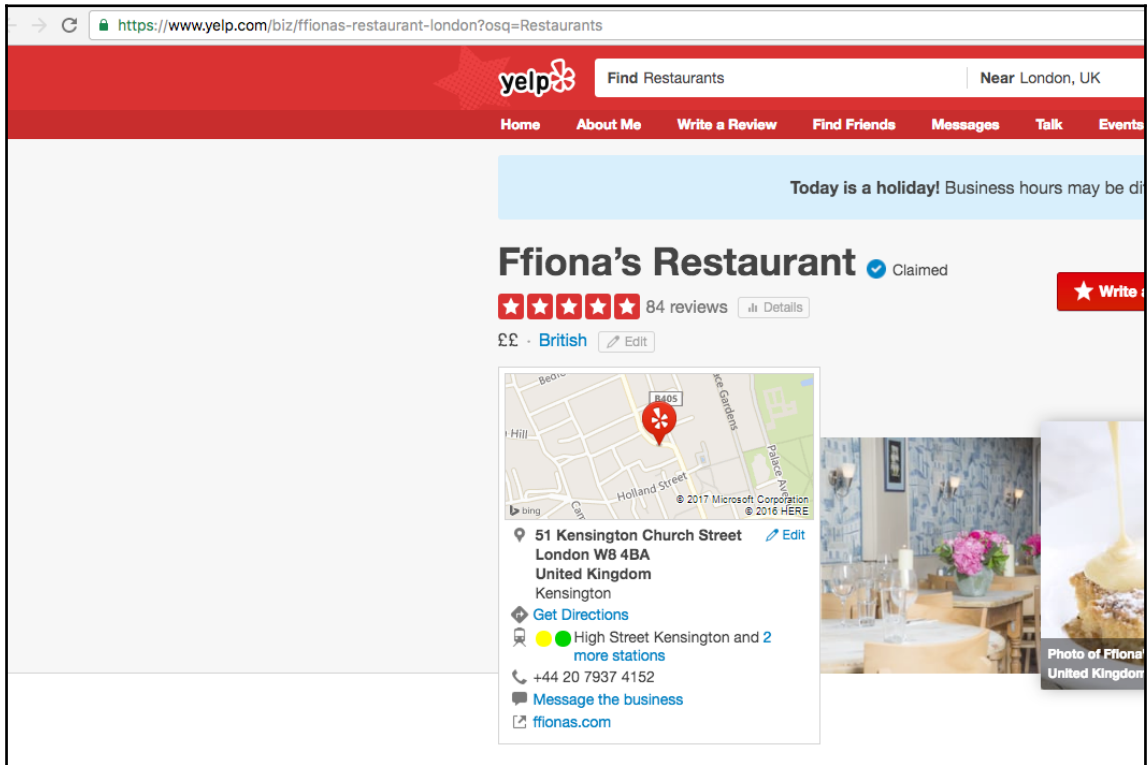 https://www.yelp.com/biz/ffionas-restaurant-london?osq=Restaurants
yelp
Find Restaurants
Near London, UK
Home About Me Write a Review Find Friends Messages Talk Events
Today is a holiday! Business hours may be di
Ffiona's Restaurant Claimed
Write
84 reviews Details
££ · British Edit
B405
Hill
Holland Street
ce Gardens
Palace Ave
© 2017 Microsoft Corporation
© 2016 HERE
bing
51 Kensington Church Street Edit
London W8 4BA
United Kingdom
Kensington
Get Directions
High Street Kensington and 2
more stations
+44 20 7937 4152
Message the business
ffionas.com
Photo of Ffiona'
United Kingdom